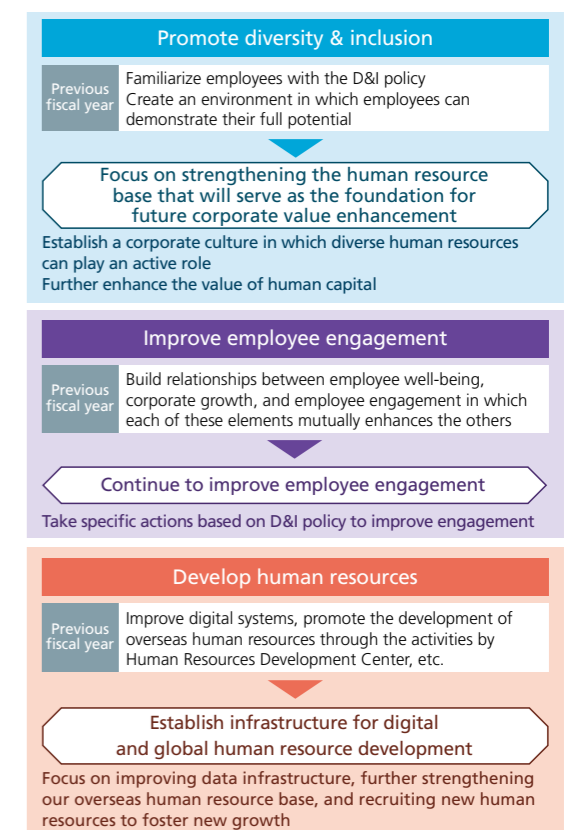 Promote diversity & inclusion
Previous
fiscal year
Familiarize employees with the D&I policy
Create an environment in which employees can
demonstrate their full potential
Focus on strengthening the human resource
base that will serve as the foundation for
future corporate value enhancement
Establish a corporate culture in which diverse human resources
can play an active role
Further enhance the value of human capital
Improve employee engagement
Previous
fiscal year
Build relationships between employee well-being,
corporate growth, and employee engagement in which
each of these elements mutually enhances the others
Continue to improve employee engagement
Take specific actions based on D&I policy to improve engagement
Develop human resources
Previous
fiscal year
Improve digital systems, promote the development of
overseas human resources through the activities by
Human Resources Development Center, etc.
Establish infrastructure for digital
and global human resource development
Focus on improving data infrastructure, further strengthening
our overseas human resource base, and recruiting new human
resources to foster new growth